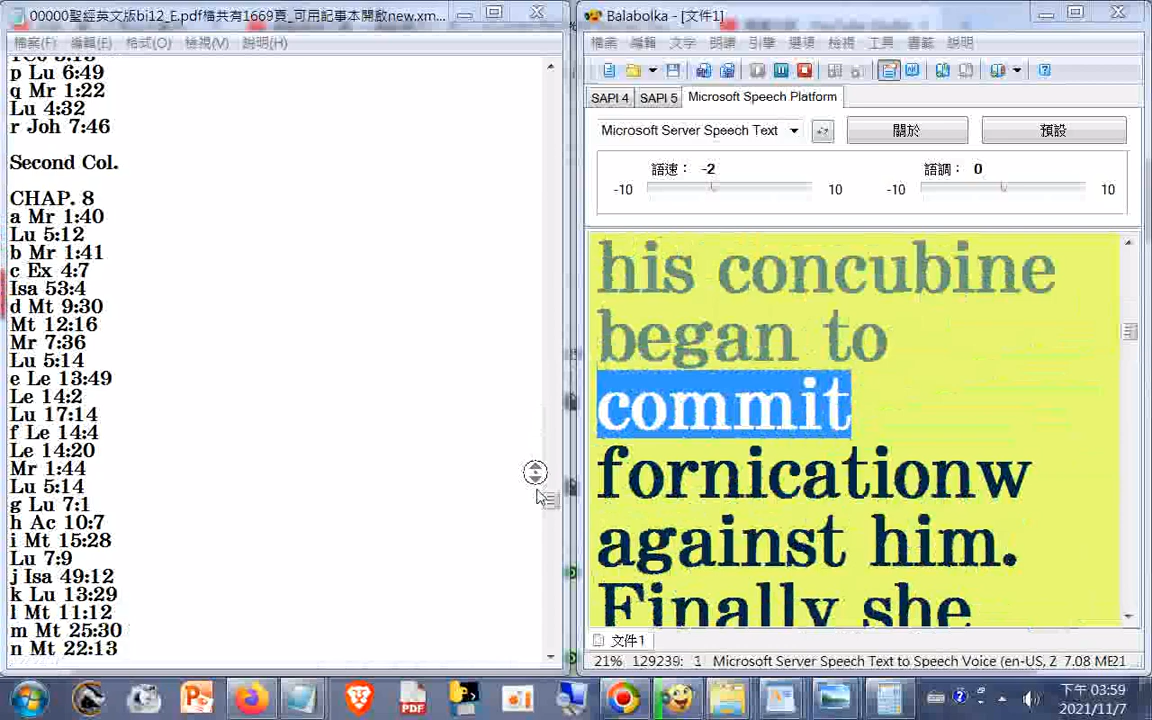 00000聖經英文版bi12_E.pdf檔共有1669頁_可用記事本開啟new.xm...
檔案(F) 編輯(E) 格式(O) 檢視(V) 說明(H)
p Lu 6:49
q Mr 1:22
Lu 4:32
r Joh 7:46
Second Col.
CHAP. 8
a Mr 1:40
Lu 5:12
b Mr 1:41
c Ex 4:7
Isa 53:4
d Mt 9:30
Mt 12:16
Mr 7:36
Lu 5:14
e Le 13:49
Le 14:2
Lu 17:14
f Le 14:4
Le 14:20
Mr 1:44
Lu 5:14
g Lu 7:1
h Ac 10:7
i Mt 15:28
Lu 7:9
j Isa 49:12
k Lu 13:29
l Mt 11:12
m Mt 25:30
n Mt 22:13
Balabolka - [文件1]
檔案 編輯 文字 朗讀 引擎 選項 檢視 工具 書籤 說明
SAPI 4 SAPI 5 Microsoft Speech Platform
Microsoft Server Speech Text 關於 預設
語速： -2 語調： 0
-10 10 -10 10
his concubine
began to
commit
fornicationw
against him.
Finally she
文件1
21% 129239: 1 Microsoft Server Speech Text to Speech Voice (en-US, 2 7.08 ME21
PDF
下午 03:59
2021/11/7